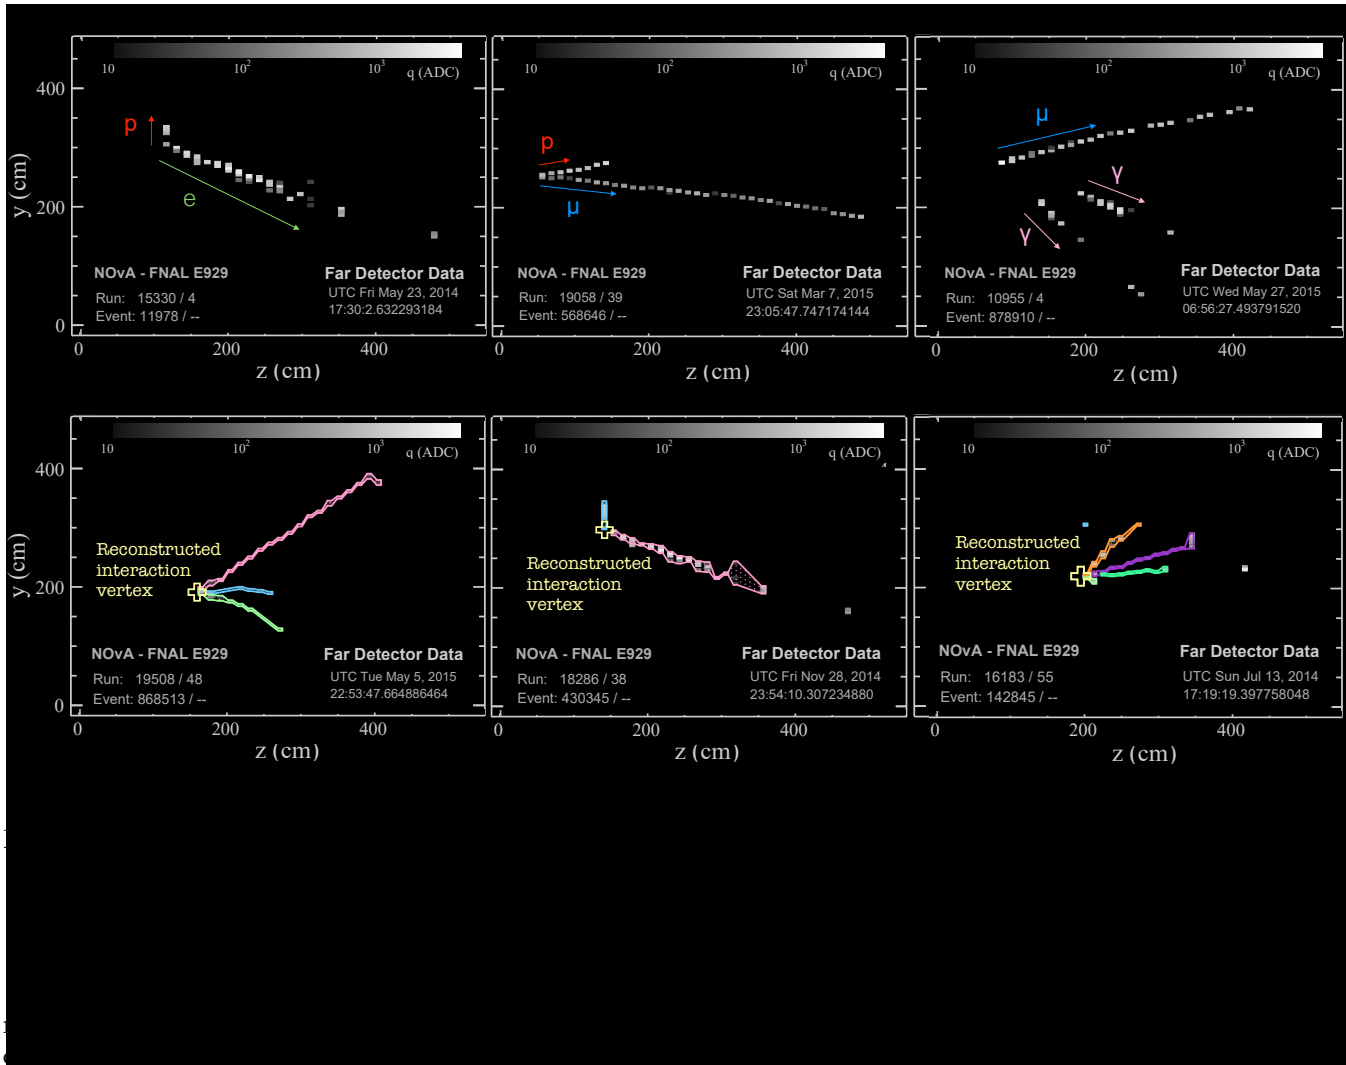 10 10² 10³ q (ADC)
10 10² 10³ q (ADC)
10 10² 10³ q (ADC)
400
200
0
y (cm)
p
e
NOvA - FNAL E929
Run: 15330 / 4
Event: 11978 / --
Far Detector Data
UTC Fri May 23, 2014
17:30:2.632293184
0 200 400
z (cm)
p
μ
NOvA - FNAL E929
Run: 19058 / 39
Event: 568646 / --
Far Detector Data
UTC Sat Mar 7, 2015
23:05:47.747174144
0 200 400
z (cm)
μ
γ
γ
NOvA - FNAL E929
Run: 10955 / 4
Event: 878910 / --
Far Detector Data
UTC Wed May 27, 2015
06:56:27.493791520
0 200 400
z (cm)
10 10² 10³ q (ADC)
10 10² 10³ q (ADC)
10 10² 10³ q (ADC)
400
200
0
y (cm)
Reconstructed
interaction
vertex
NOvA - FNAL E929
Run: 19508 / 48
Event: 868513 / --
Far Detector Data
UTC Tue May 5, 2015
22:53:47.664886464
0 200 400
z (cm)
Reconstructed
interaction
vertex
NOvA - FNAL E929
Run: 18286 / 38
Event: 430345 / --
Far Detector Data
UTC Fri Nov 28, 2014
23:54:10.307234880
0 200 400
z (cm)
Reconstructed
interaction
vertex
NOvA - FNAL E929
Run: 16183 / 55
Event: 142845 / --
Far Detector Data
UTC Sun Jul 13, 2014
17:19:19.397758048
0 200 400
z (cm)